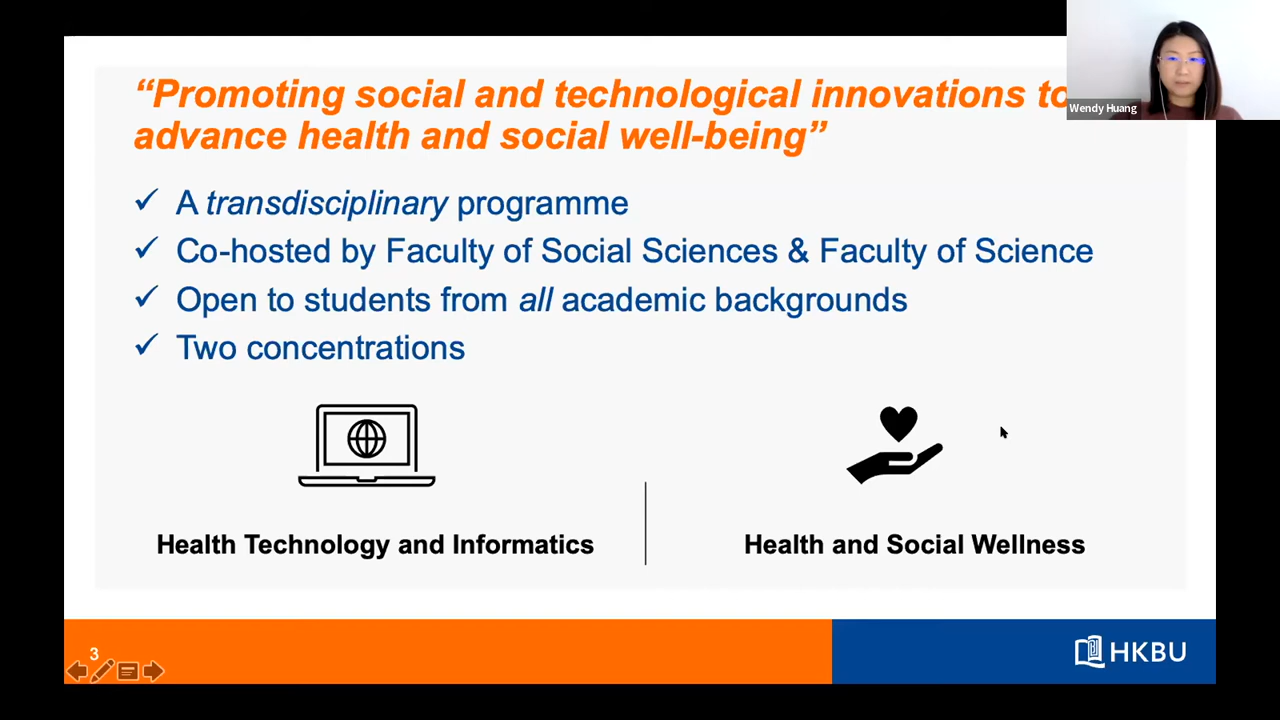 “Promoting social and technological innovations to
advance health and social well-being”
Wendy Huang
✓ A transdisciplinary programme
✓ Co-hosted by Faculty of Social Sciences & Faculty of Science
✓ Open to students from all academic backgrounds
✓ Two concentrations
Health Technology and Informatics
Health and Social Wellness
3
HKBU